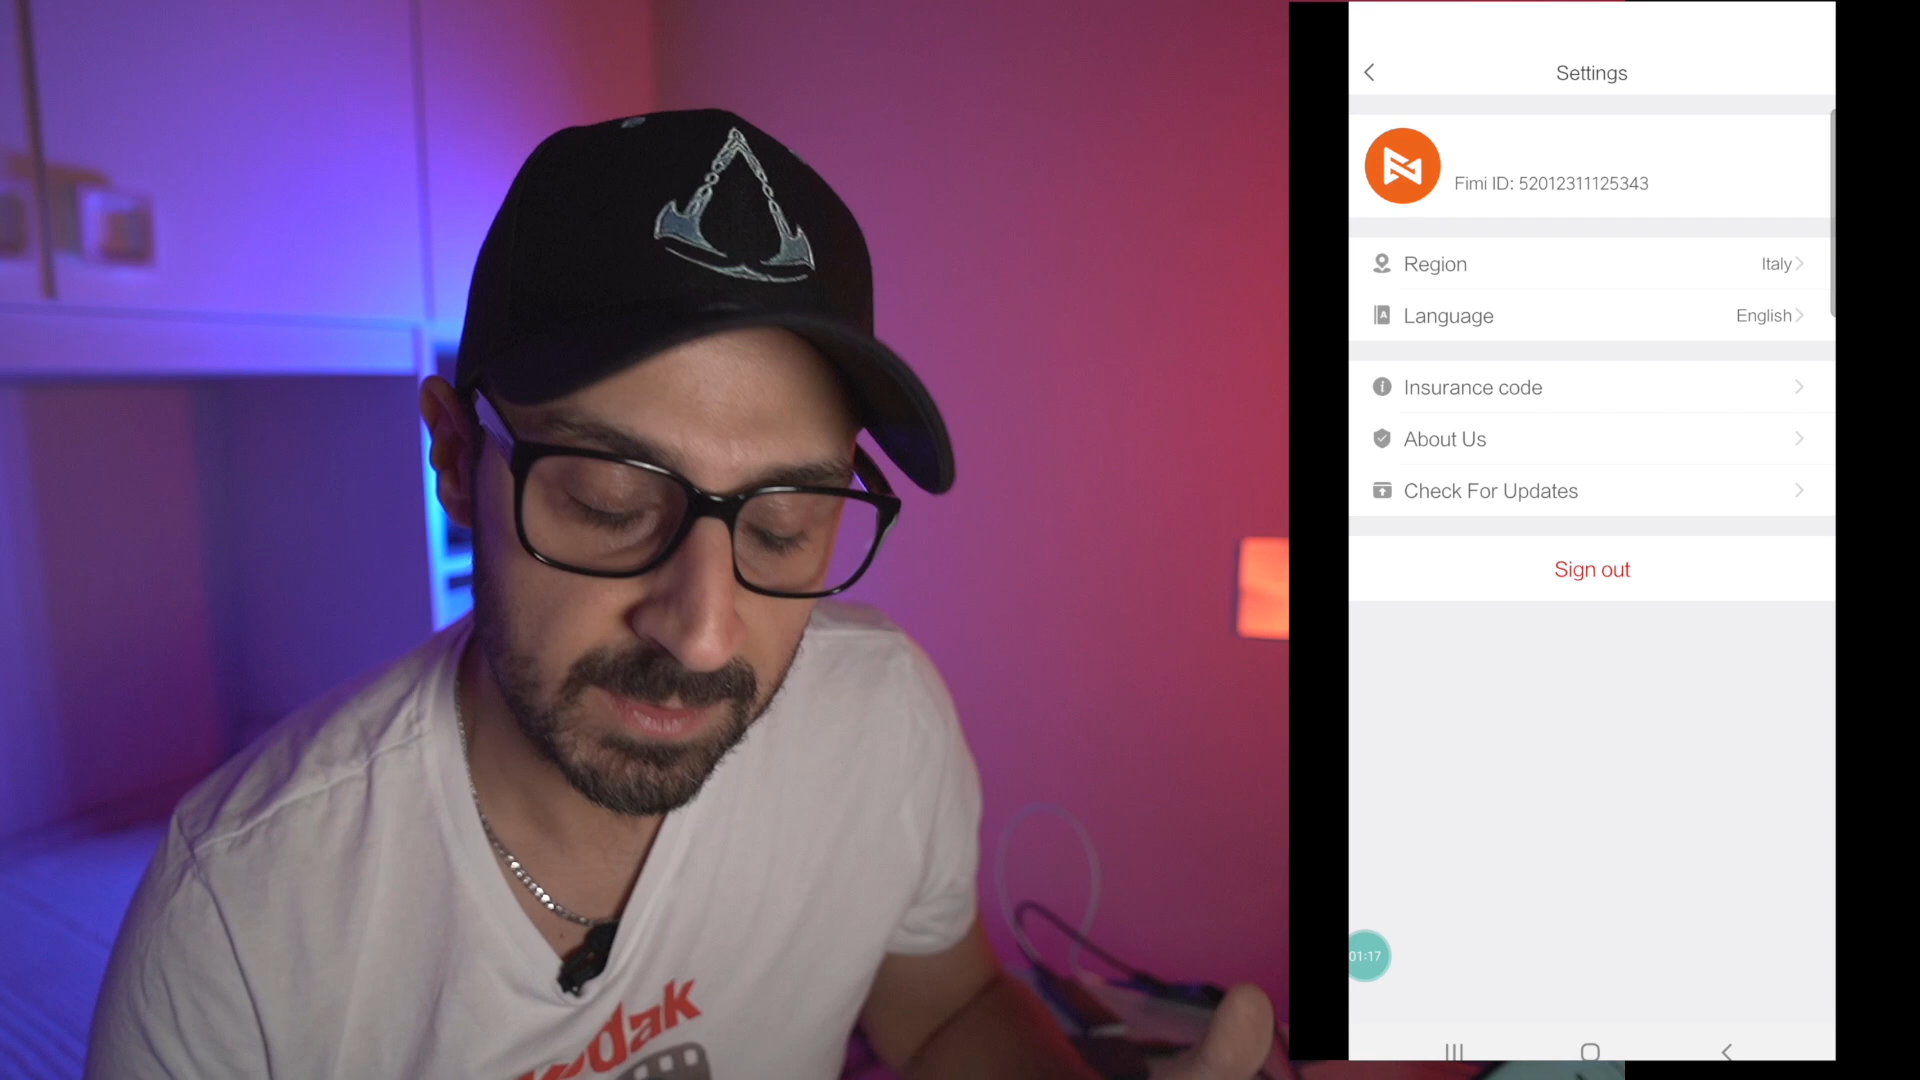 Settings
Fimi ID: 52012311125343
Region
Italy
Language
English
Insurance code
About Us
Check For Updates
Sign out
01:17
Kodak